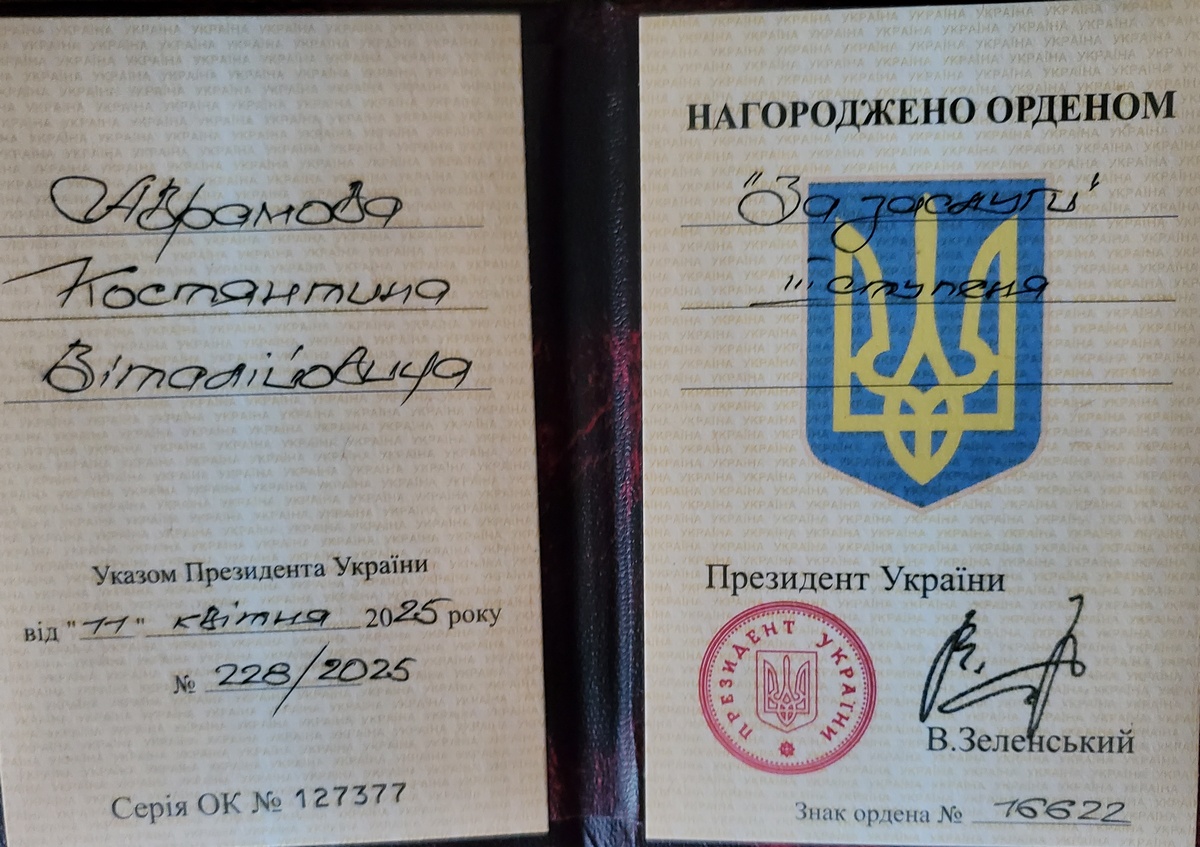 Аврамова
Костянтина
Віталійовича
Указом Президента України
від "11" квітня 2025 року
№ 228/2025
Серія ОК № 127377
НАГОРОДЖЕНО ОРДЕНОМ
"За заслуги"
ІІІ ступеня
Президент України
ПРЕЗИДЕНТ УКРАЇНИ
В.Зеленський
Знак ордена № 16622